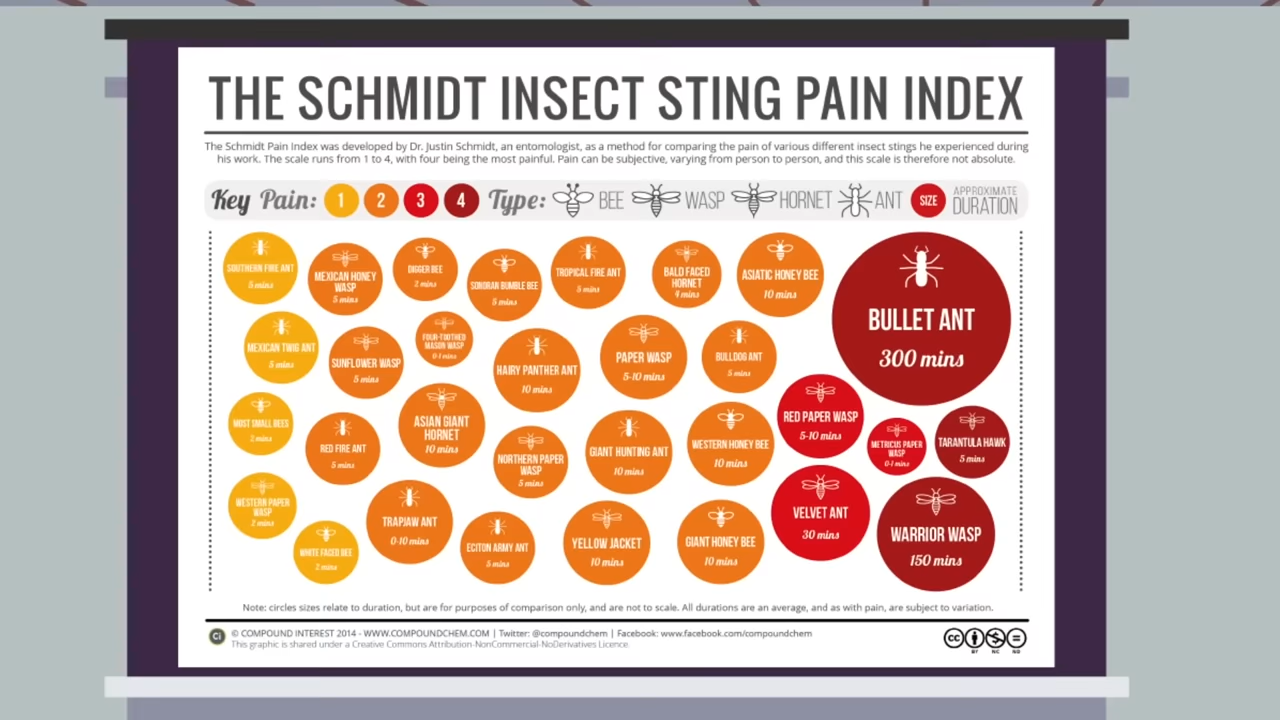 THE SCHMIDT INSECT STING PAIN INDEX
The Schmidt Pain Index was developed by Dr. Justin Schmidt, an entomologist, as a method for comparing the pain of various different insect stings he experienced during
his work. The scale runs from 1 to 4, with four being the most painful. Pain can be subjective, varying from person to person, and this scale is therefore not absolute.
Key Pain: 1 2 3 4 Type: BEE WASP HORNET ANT SIZE APPROXIMATE
DURATION
SOUTHERN FIRE ANT
5 mins
MEXICAN HONEY
WASP
5 mins
DIGGER BEE
2 mins
SONORAN BUMBLE BEE
5 mins
TROPICAL FIRE ANT
5 mins
BALD FACED
HORNET
4 mins
ASIATIC HONEY BEE
10 mins
BULLET ANT
300 mins
MEXICAN TWIG ANT
5 mins
SUNFLOWER WASP
5 mins
FOUR-TOOTHED
MASON WASP
0-1 mins
HAIRY PANTHER ANT
10 mins
PAPER WASP
5-10 mins
BULLDOG ANT
5 mins
MOST SMALL BEES
2 mins
RED FIRE ANT
5 mins
ASIAN GIANT
HORNET
10 mins
NORTHERN PAPER
WASP
5 mins
GIANT HUNTING ANT
10 mins
WESTERN HONEY BEE
10 mins
RED PAPER WASP
5-10 mins
METRICUS PAPER
WASP
0-1 mins
TARANTULA HAWK
5 mins
WESTERN PAPER
WASP
2 mins
WHITE FACED BEE
2 mins
TRAPJAW ANT
0-10 mins
ECITON ARMY ANT
5 mins
YELLOW JACKET
10 mins
GIANT HONEY BEE
10 mins
VELVET ANT
30 mins
WARRIOR WASP
150 mins
Note: circles sizes relate to duration, but are for purposes of comparison only, and are not to scale. All durations are an average, and as with pain, are subject to variation.
Ci © COMPOUND INTEREST 2014 - WWW.COMPOUNDCHEM.COM | Twitter: @compoundchem | Facebook: www.facebook.com/compoundchem
This graphic is shared under a Creative Commons Attribution-NonCommercial-NoDerivatives Licence.
cc
BY NC ND